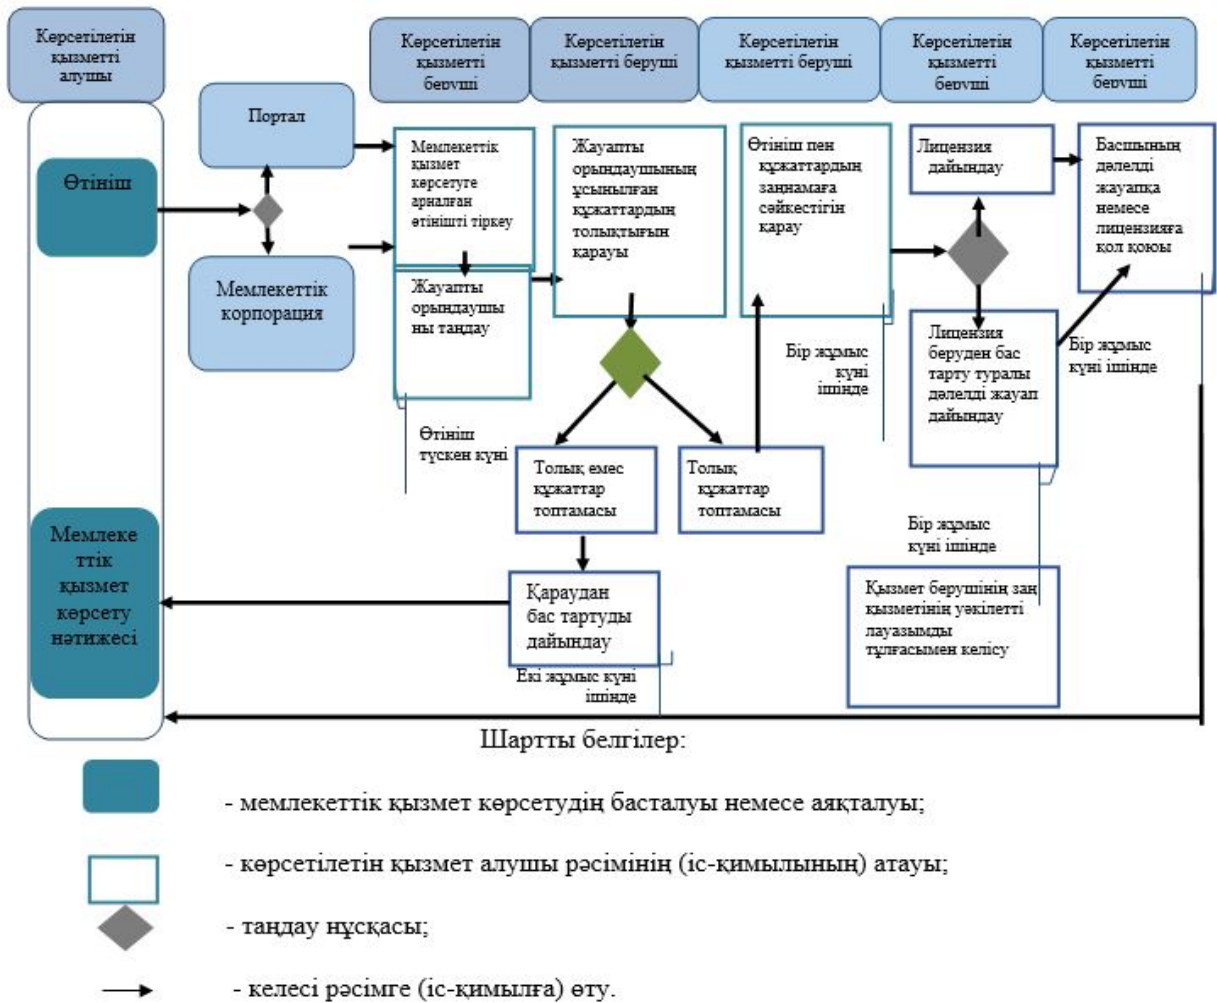 Көрсетілетін
қызметті
алушы
Көрсетілетін
қызметті
беруші
Көрсетілетін
қызметті беруші
Көрсетілетін
қызметті беруші
Көрсетілетін
қызметті
беруші
Көрсетілетін
қызметті
беруші
Портал
Өтініш
Мемлекеттік
корпорация
Мемлекеттік
қызмет
көрсетуге
арналған
өтінішті тіркеу
Жауапты
орындаушы
ны таңдау
Өтініш
түскен күні
Жауапты
орындаушының
ұсынылған
құжаттардың
толықтығын
қарауы
Толық емес
құжаттар
топтамасы
Толық
құжаттар
топтамасы
Қараудан
бас тартуды
дайындау
Екі жұмыс күні
ішінде
Өтініш пен
құжаттардың
заңнамаға
сәйкестігін
қарау
Бір жұмыс
күні
ішінде
Лицензия
дайындау
Лицензия
беруден бас
тарту туралы
дәлелді жауап
дайындау
Бір жұмыс
күні ішінде
Қызмет берушінің заң
қызметінің уәкілетті
лауазымды
тұлғасымен келісу
Басшының
дәлелді
жауапқа
немесе
лицензияға
қол қоюы
Бір жұмыс
күні ішінде
Мемлеке
ттік
қызмет
көрсету
нәтижесі
Шартты белгілер:
- мемлекеттік қызмет көрсетудің басталуы немесе аяқталуы;
- көрсетілетін қызмет алушы рәсімінің (іс-қимылының) атауы;
- таңдау нұсқасы;
- келесі рәсімге (іс-қимылға) өту.